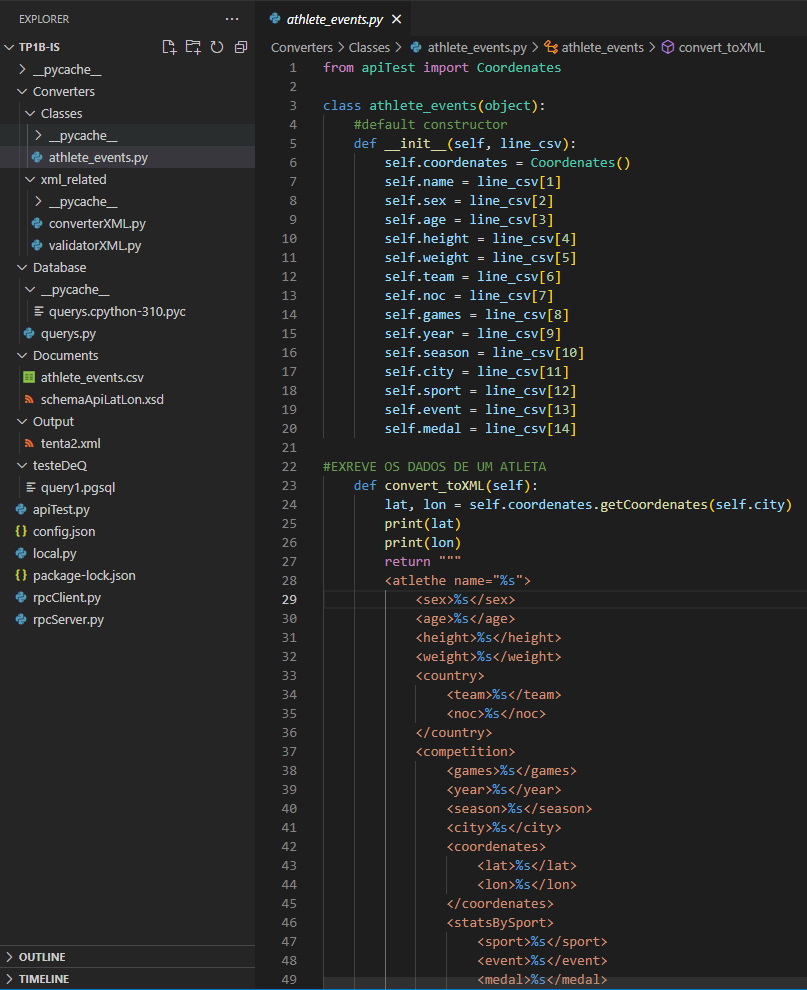 EXPLORER
TP1B-IS
__pycache__
Converters
Classes
__pycache__
athlete_events.py
xml_related
__pycache__
converterXML.py
validatorXML.py
Database
__pycache__
querys.cpython-310.pyc
querys.py
Documents
athlete_events.csv
schemaApiLatLon.xsd
Output
tenta2.xml
testeDeQ
query1.pgsql
apiTest.py
config.json
local.py
package-lock.json
rpcClient.py
rpcServer.py
OUTLINE
TIMELINE
athlete_events.py
Converters > Classes > athlete_events.py > athlete_events > convert_toXML
1 from apiTest import Coordenates
2
3 class athlete_events(object):
4 #default constructor
5 def __init__(self, line_csv):
6 self.coordenates = Coordenates()
7 self.name = line_csv[1]
8 self.sex = line_csv[2]
9 self.age = line_csv[3]
10 self.height = line_csv[4]
11 self.weight = line_csv[5]
12 self.team = line_csv[6]
13 self.noc = line_csv[7]
14 self.games = line_csv[8]
15 self.year = line_csv[9]
16 self.season = line_csv[10]
17 self.city = line_csv[11]
18 self.sport = line_csv[12]
19 self.event = line_csv[13]
20 self.medal = line_csv[14]
21
22 #EXREVE OS DADOS DE UM ATLETA
23 def convert_toXML(self):
24 lat, lon = self.coordenates.getCoordenates(self.city)
25 print(lat)
26 print(lon)
27 return """
28 <atlethe name="%s">
29 <sex>%s</sex>
30 <age>%s</age>
31 <height>%s</height>
32 <weight>%s</weight>
33 <country>
34 <team>%s</team>
35 <noc>%s</noc>
36 </country>
37 <competition>
38 <games>%s</games>
39 <year>%s</year>
40 <season>%s</season>
41 <city>%s</city>
42 <coordenates>
43 <lat>%s</lat>
44 <lon>%s</lon>
45 </coordenates>
46 <statsBySport>
47 <sport>%s</sport>
48 <event>%s</event>
49 <medal>%s</medal>